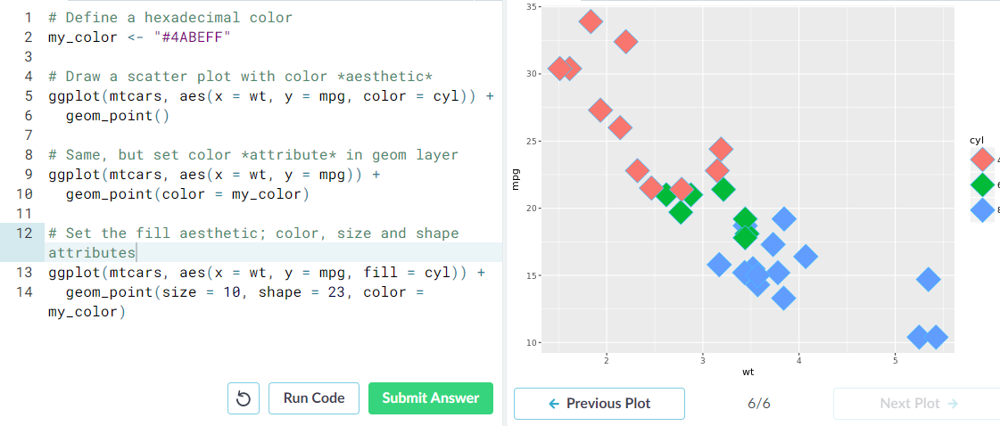 1 # Define a hexadecimal color
2 my_color <- "#4ABEFF"
3
4 # Draw a scatter plot with color *aesthetic*
5 ggplot(mtcars, aes(x = wt, y = mpg, color = cyl)) +
6 geom_point()
7
8 # Same, but set color *attribute* in geom layer
9 ggplot(mtcars, aes(x = wt, y = mpg)) +
10 geom_point(color = my_color)
11
12 # Set the fill aesthetic; color, size and shape
attributes
13 ggplot(mtcars, aes(x = wt, y = mpg, fill = cyl)) +
14 geom_point(size = 10, shape = 23, color =
my_color)
Run Code
Submit Answer
35
30
25
20
15
10
mpg
2 3 4 5
wt
cyl
4
6
8
← Previous Plot
6/6
Next Plot →